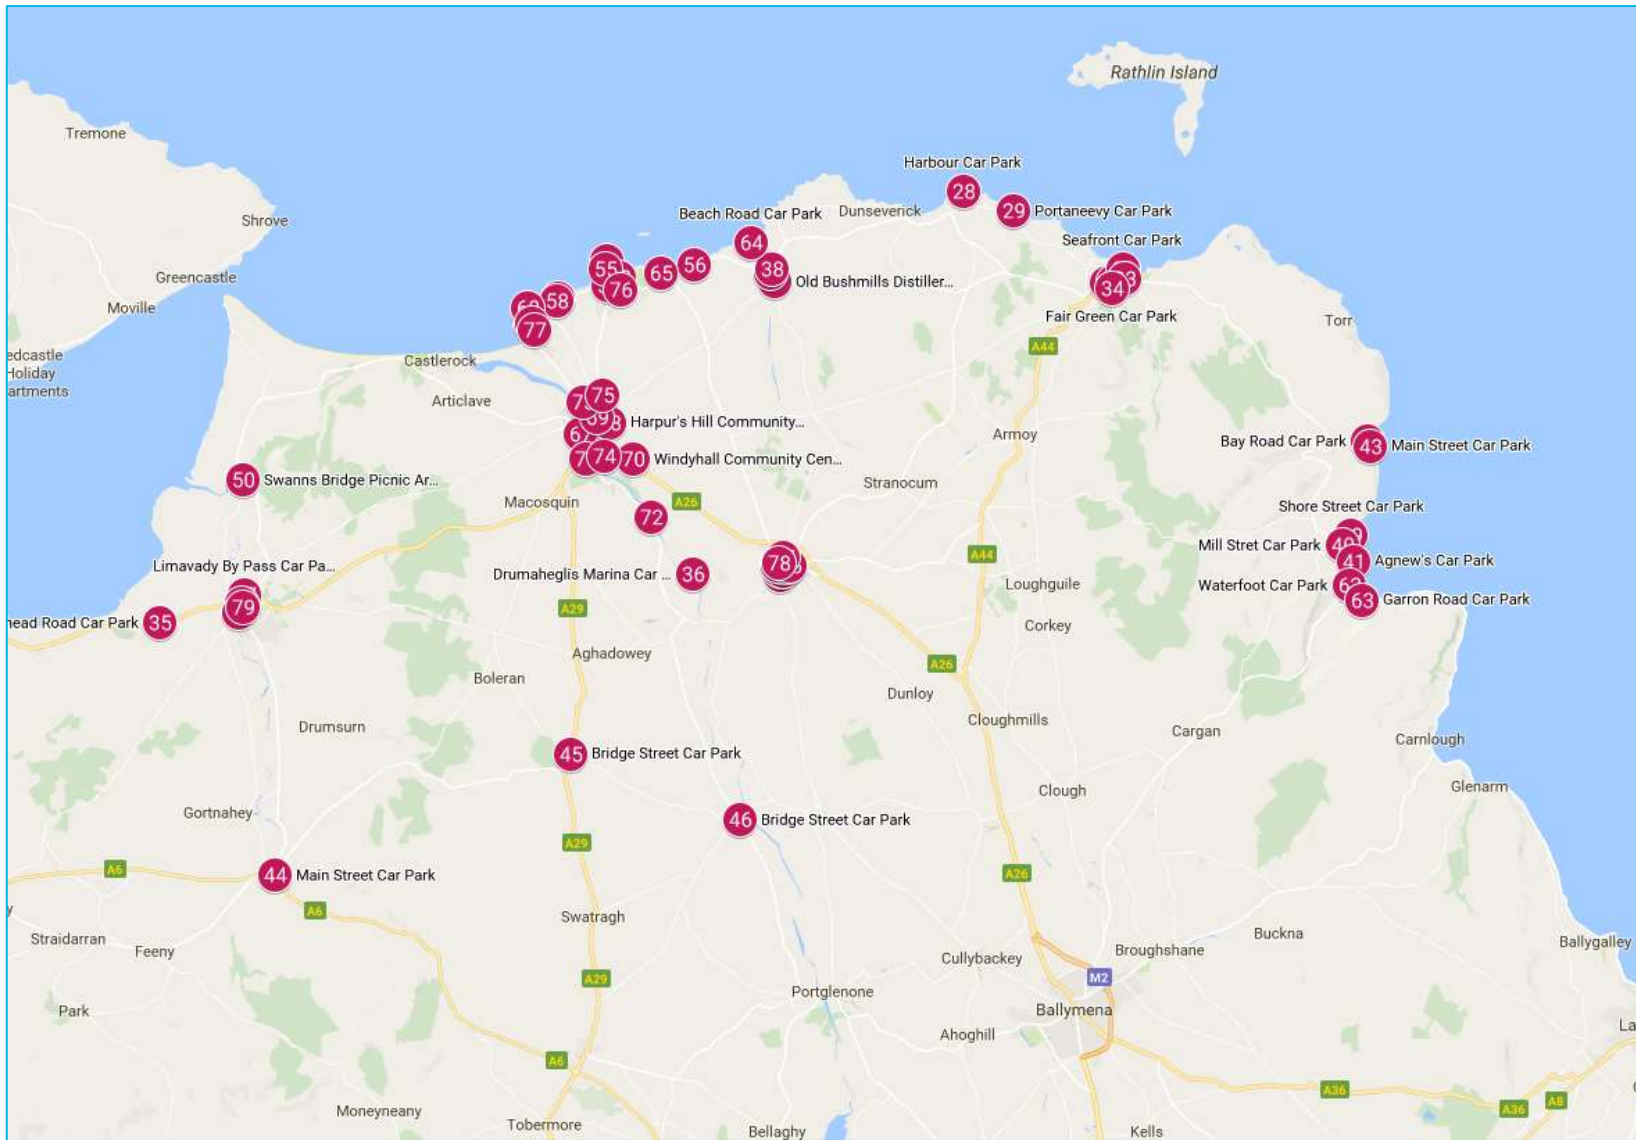 Rathlin Island
Tremone
Harbour Car Park
28
Shrove
Beach Road Car Park
Dunseverick
29 Portaneevy Car Park
64
Seafront Car Park
Greencastle
55
65
56
38
Old Bushmills Distiller...
76
34
Moville
58
Fair Green Car Park
77
Torr
edcastle
Holiday
artments
A44
Castlerock
Articlave
75
Harpur's Hill Community...
Armoy
Bay Road Car Park
43 Main Street Car Park
74
70 Windyhall Community Cen...
50 Swanns Bridge Picnic Ar...
Stranocum
Macosquin
A26
Shore Street Car Park
72
Mill Stret Car Park
A44
Agnew's Car Park
41
78
Limavady By Pass Car Pa...
Drumaheglis Marina Car ...
36
Loughguile
Waterfoot Car Park
63 Garron Road Car Park
79
A29
nead Road Car Park
35
Corkey
Aghadowey
A26
Boleran
Dunloy
Cloughmills
Drumsurn
Cargan
Carnlough
45 Bridge Street Car Park
Glenarm
Clough
Gortnahey
46 Bridge Street Car Park
A29
A6
A26
44 Main Street Car Park
A6
Swatragh
Straidarran
Feeny
Buckna
Ballygalley
Broughshane
Cullybackey
A29
M2
Portglenone
Park
Ballymena
La
Ahoghill
A6
A36
A8
A36
Moneyneany
Tobermore
Bellaghy
Kells